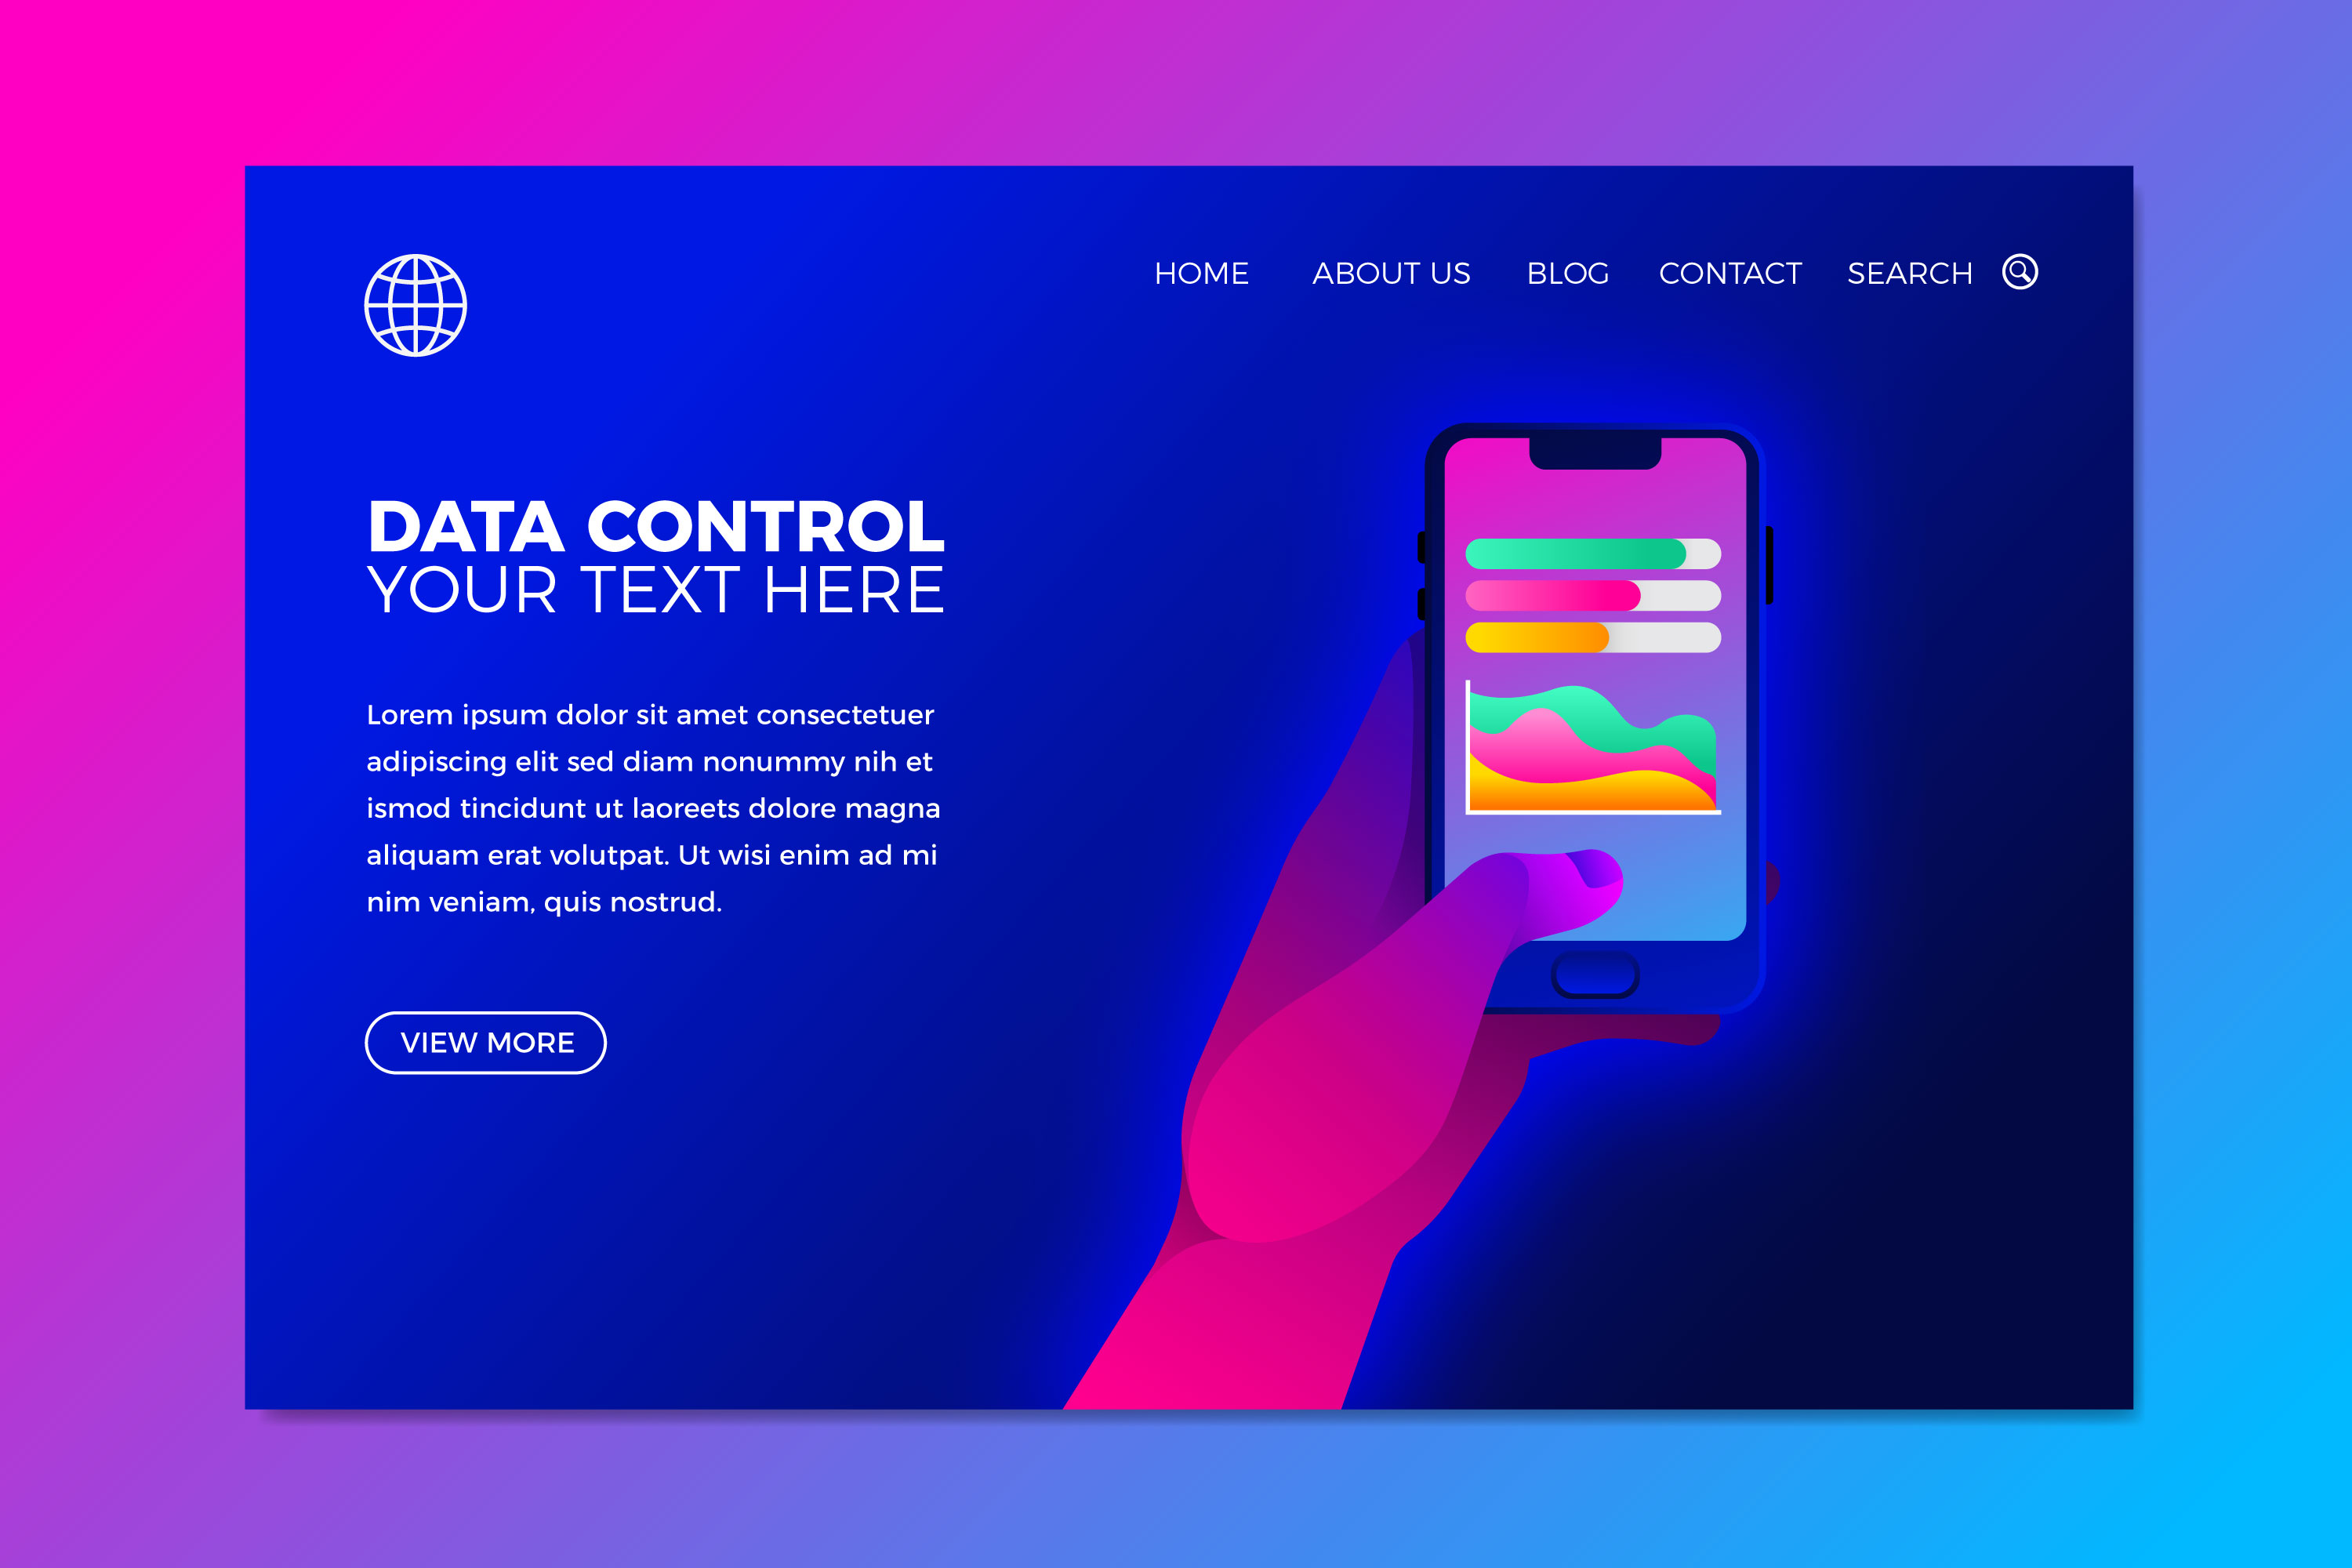 HOME ABOUT US BLOG CONTACT SEARCH
DATA CONTROL
YOUR TEXT HERE
Lorem ipsum dolor sit amet consectetuer
adipiscing elit sed diam nonummy nih et
ismod tincidunt ut laoreets dolore magna
aliquam erat volutpat. Ut wisi enim ad mi
nim veniam, quis nostrud.
VIEW MORE